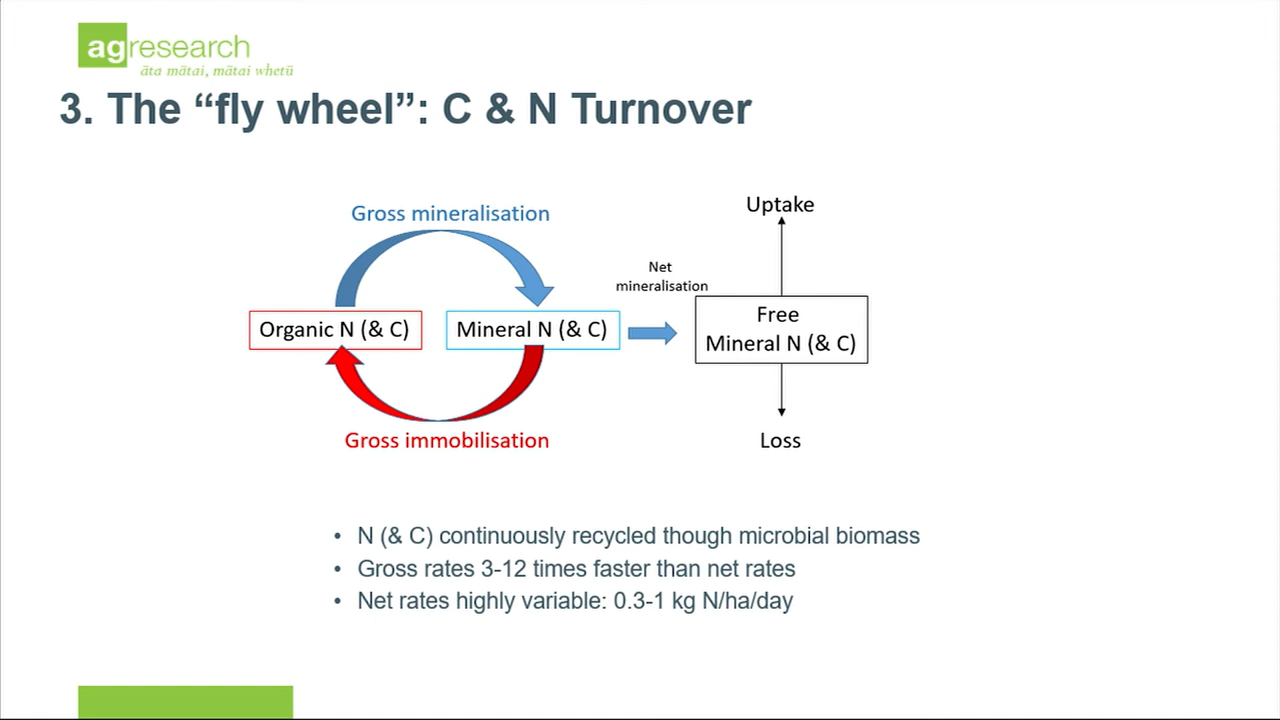 agresearch
āta mātai, mātai whetū
3. The “fly wheel”: C & N Turnover
Gross mineralisation
Organic N (& C)
Mineral N (& C)
Gross immobilisation
Net
mineralisation
Uptake
Free
Mineral N (& C)
Loss
• N (& C) continuously recycled though microbial biomass
• Gross rates 3-12 times faster than net rates
• Net rates highly variable: 0.3-1 kg N/ha/day